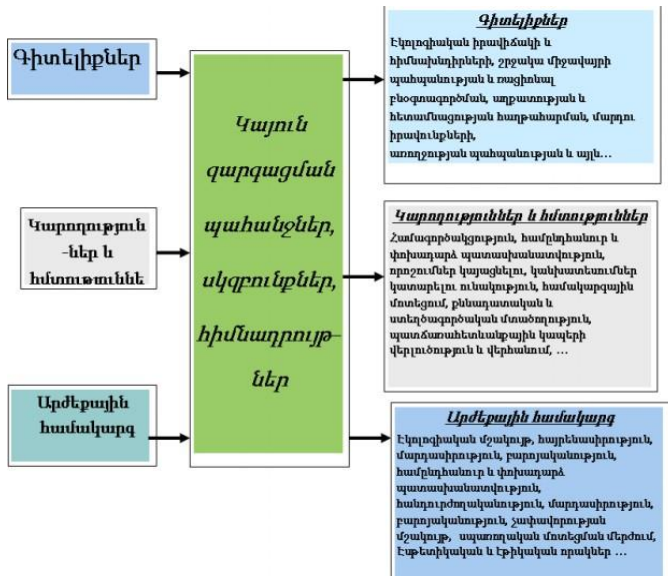 Գիտելիքներ
Կարողություն
-ներ և
հմտություննե
Արժեքային
համակարգ
Կայուն
զարգացման
պահանջներ,
սկզբունքներ,
հիմնադրույթ–
ներ
Գիտելիքներ
Էկոլոգիական իրավիճակի և
հիմնախնդիրների, շրջակա միջավայրի
պահպանության և ռացիոնալ
բնօգտագործման, աղքատության և
հետամնացության հաղթահարման, մարդու
իրավունքների,
առողջության պահպանության և այլն…
Կարողություններ և հմտություններ
Համագործակցություն, համընդհանուր և
փոխադարձ պատասխանատվություն,
որոշումներ կայացնելու, կանխատեսումներ
կատարելու ունակություն, համակարգային
մոտեցում, քննադատական և
ստեղծագործական մտածողություն,
պատճառահետևանքային կապերի
վերլուծություն և վերհանում, …
Արժեքային համակարգ
Էկոլոգիական մշակույթ, հայրենասիրություն,
մարդասիրություն, բարոյականություն,
համընդհանուր և փոխադարձ
պատասխանատվություն,
հանդուրժողականություն, մարդասիրություն,
բարոյականություն, չափավորության
մշակույթ, սպառողական մոտեցման մերժում,
Էսթետիկական և էթիկական որակներ …